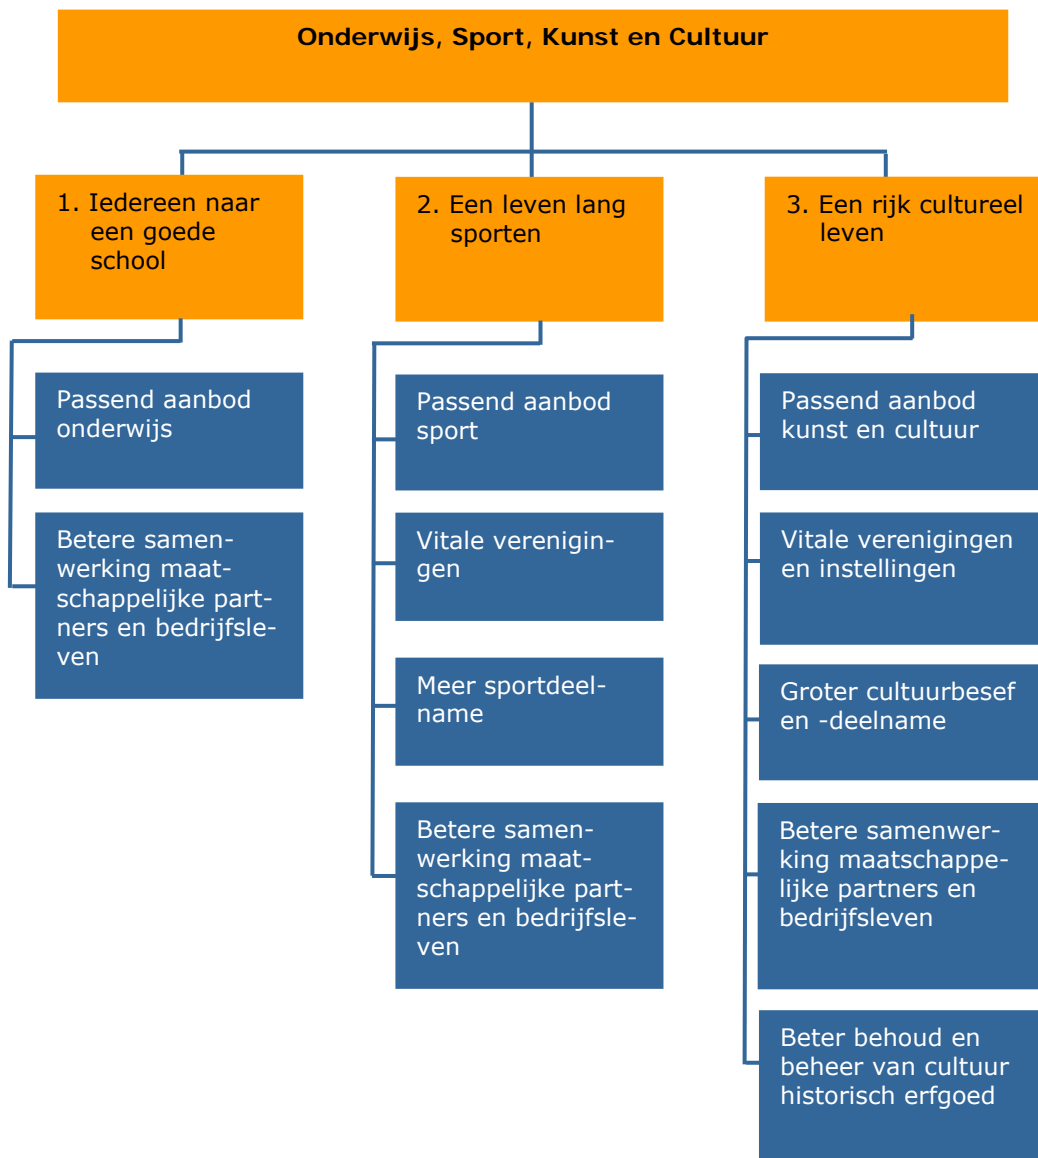 Onderwijs, Sport, Kunst en Cultuur
1. Iedereen naar
een goede
school
Passend aanbod
onderwijs
Betere samen-
werking maat-
schappelijke part-
ners en bedrijfsle-
ven
2. Een leven lang
sporten
Passend aanbod
sport
Vitale verenigin-
gen
Meer sportdeel-
name
Betere samen-
werking maat-
schappelijke part-
ners en bedrijfsle-
ven
3. Een rijk cultureel
leven
Passend aanbod
kunst en cultuur
Vitale verenigingen
en instellingen
Groter cultuurbesef
en -deelname
Betere samenwer-
king maatschappe-
lijke partners en
bedrijfsleven
Beter behoud en
beheer van cultuur
historisch erfgoed